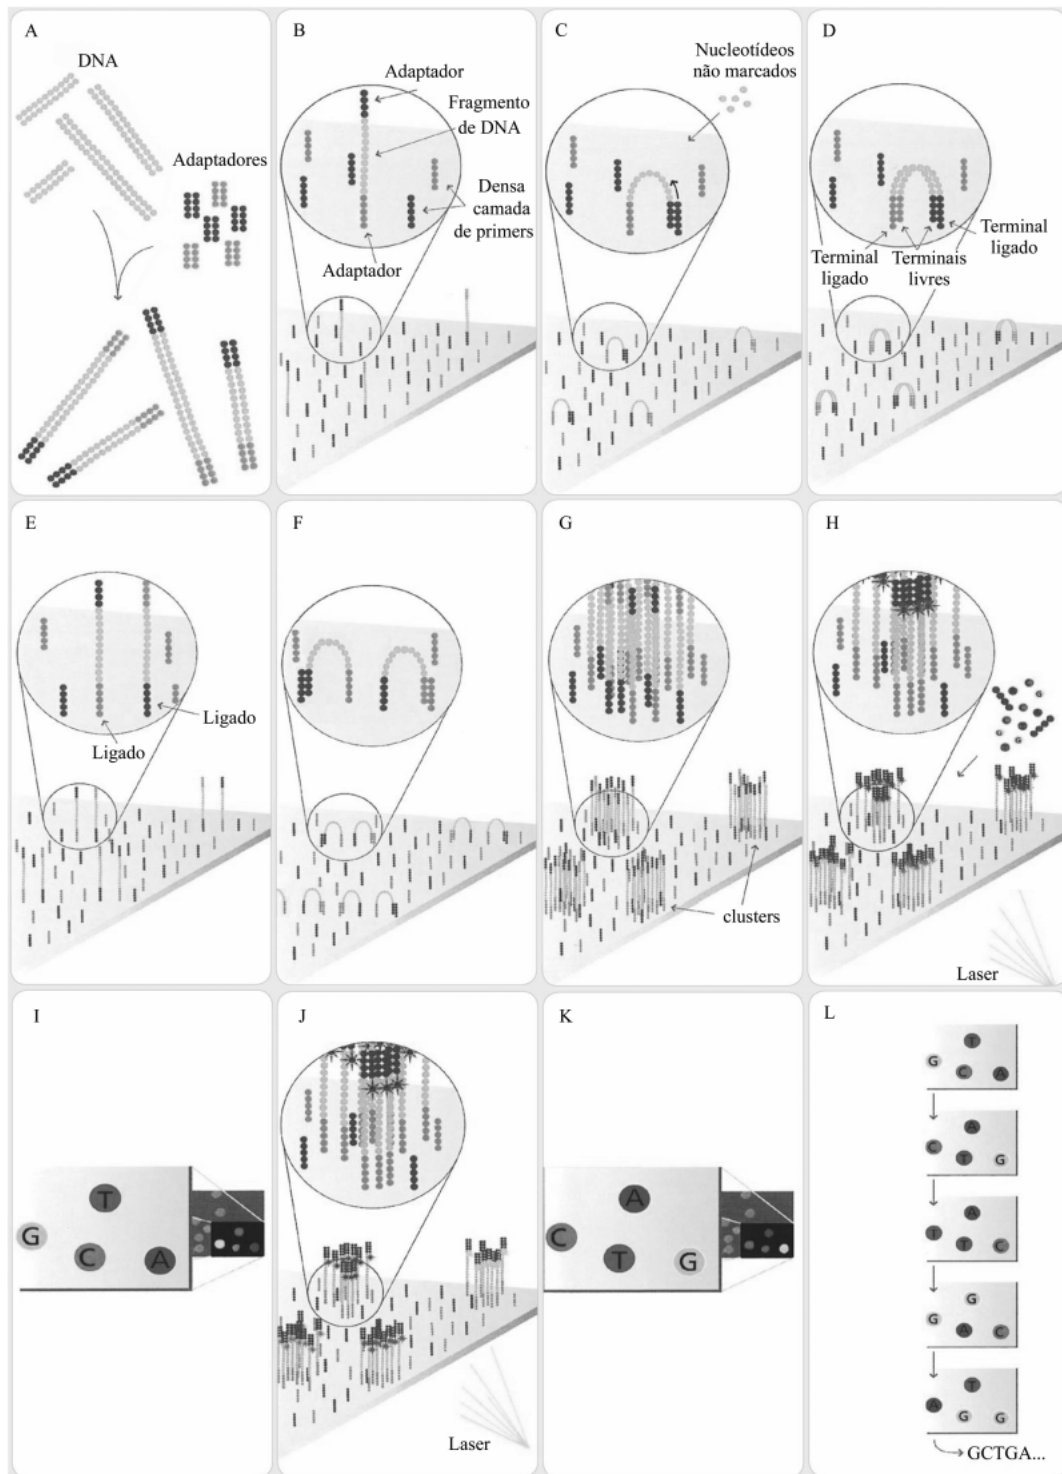 A
DNA
Adaptadores
B
Adaptador
Fragmento
de DNA
Densa
camada
de primers
Adaptador
C
Nucleotídeos
não marcados
D
Terminal
ligado
Terminal
ligado
Terminais
livres
E
Ligado
Ligado
F
G
clusters
H
Laser
I
T
G
C
A
J
Laser
K
A
C
T
G
L
T
G
C
A
A
C
T
G
A
T
T
C
G
G
A
C
T
A
G
G
GCTGA...